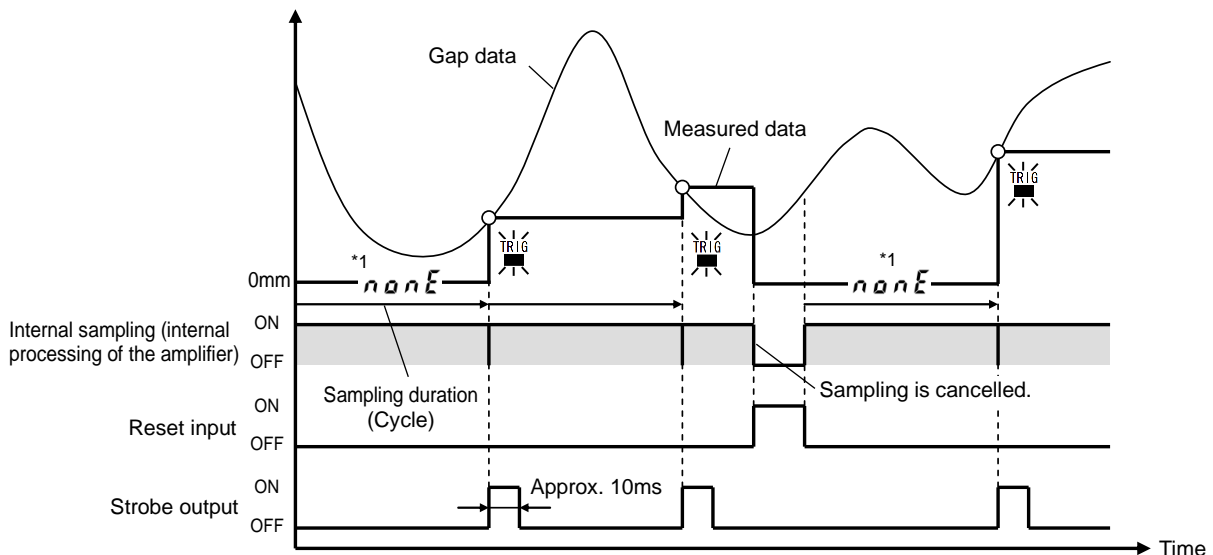 Gap data
Measured data
TRIG
TRIG
TRIG
*1
nonE
*1
nonE
0mm
Internal sampling (internal
processing of the amplifier)
ON
OFF
Sampling duration
(Cycle)
Sampling is cancelled.
Reset input
ON
OFF
Strobe output
ON
OFF
Approx. 10ms
Time